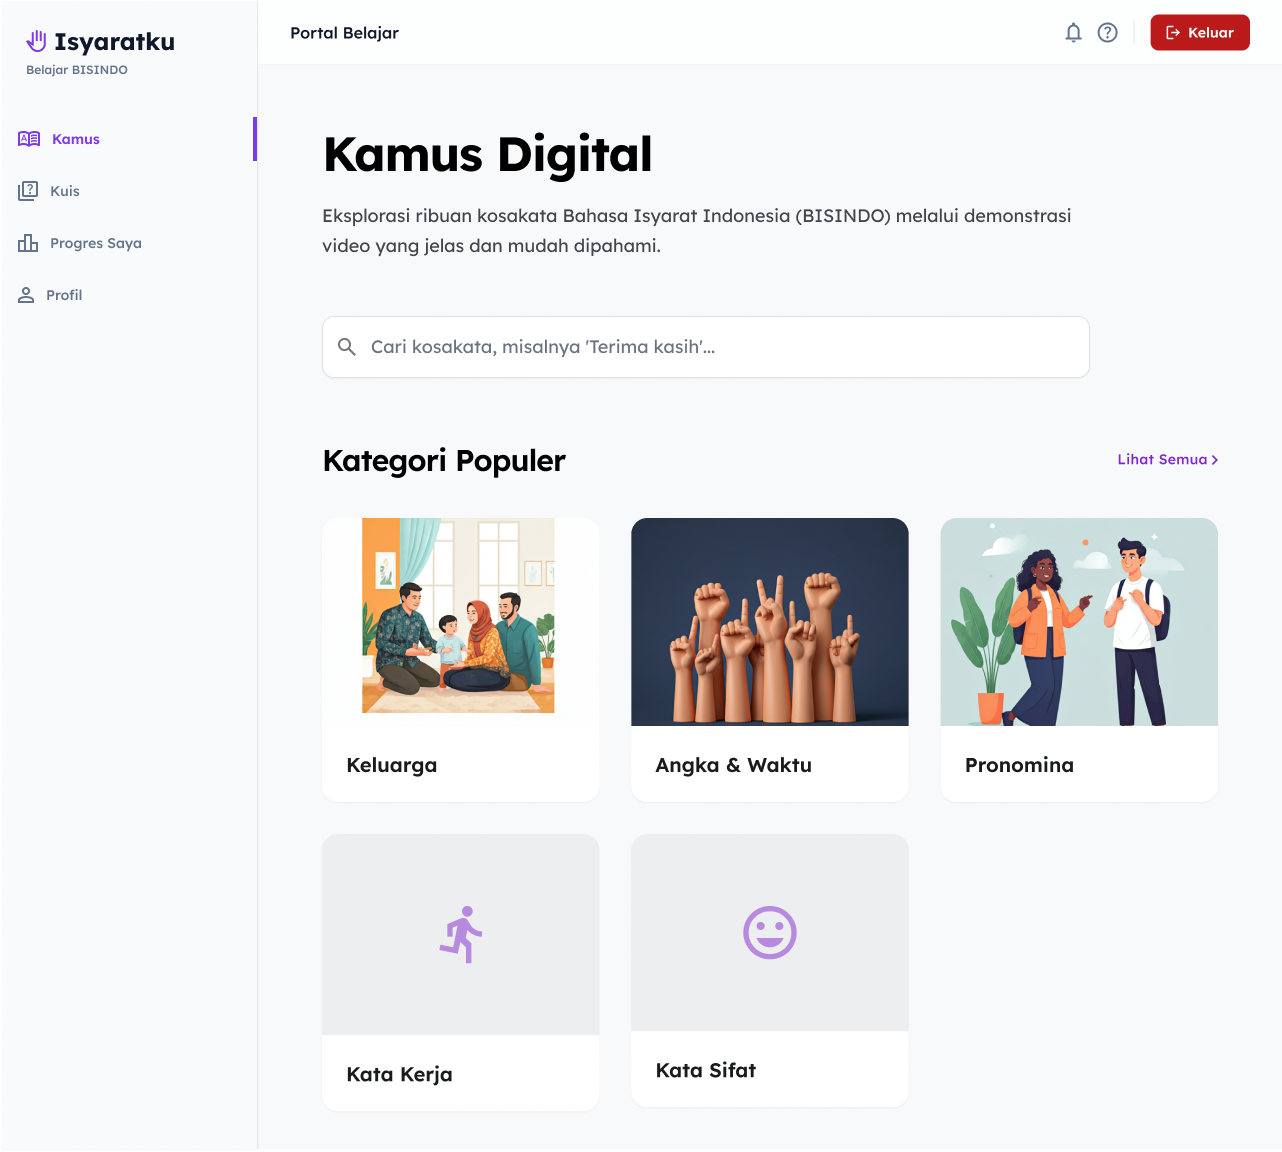 Isyaratku
Belajar BISINDO
Kamus
Kuis
Progres Saya
Profil
Portal Belajar
Keluar
Kamus Digital
Eksplorasi ribuan kosakata Bahasa Isyarat Indonesia (BISINDO) melalui demonstrasi
video yang jelas dan mudah dipahami.
Cari kosakata, misalnya 'Terima kasih'...
Kategori Populer
Lihat Semua
Keluarga
Angka & Waktu
Pronomina
Kata Kerja
Kata Sifat